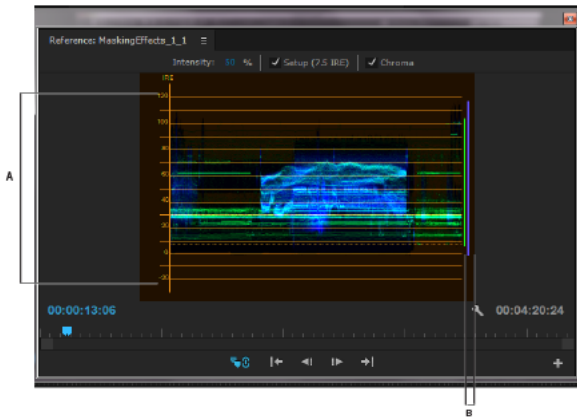 Reference: MaskingEffects_1_1
Intensity: 50 % Setup (7.5 IRE) Chroma
IRE
120
100
80
60
40
20
0
-20
A
00:00:13:06 00:04:20:24
B